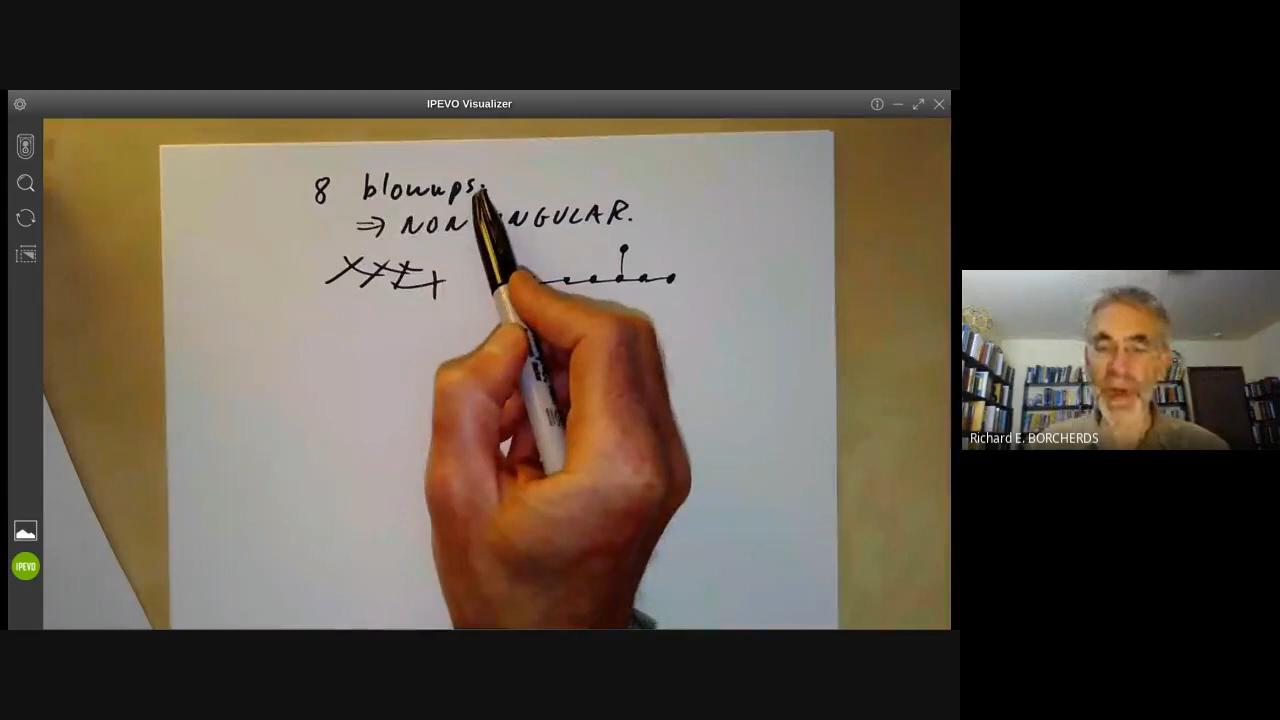 IPEVO Visualizer
8 blowups.
⇒ NON NGULAR.
IPEVO
Richard E. BORCHERDS